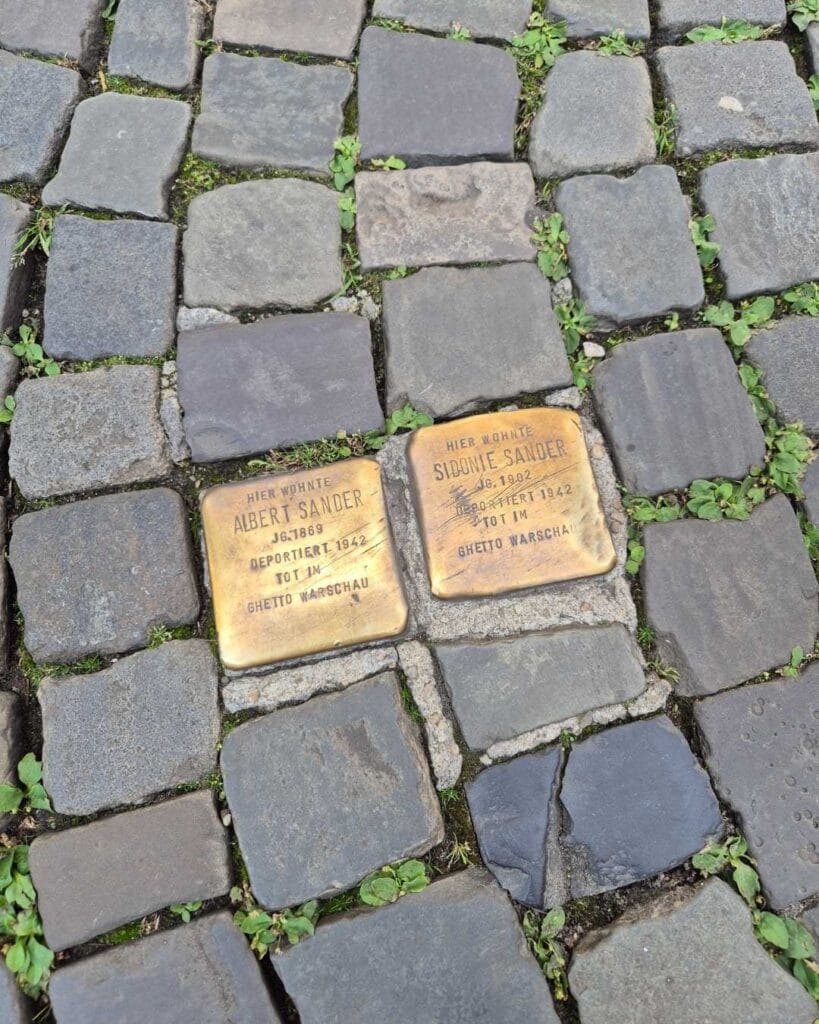 HIER WOHNTE
ALBERT SANDER
JG. 1869
DEPORTIERT 1942
TOT IM
GHETTO WARSCHAU
HIER WOHNTE
SIDONIE SANDER
JG. 1902
DEPORTIERT 1942
TOT IM
GHETTO WARSCHAU